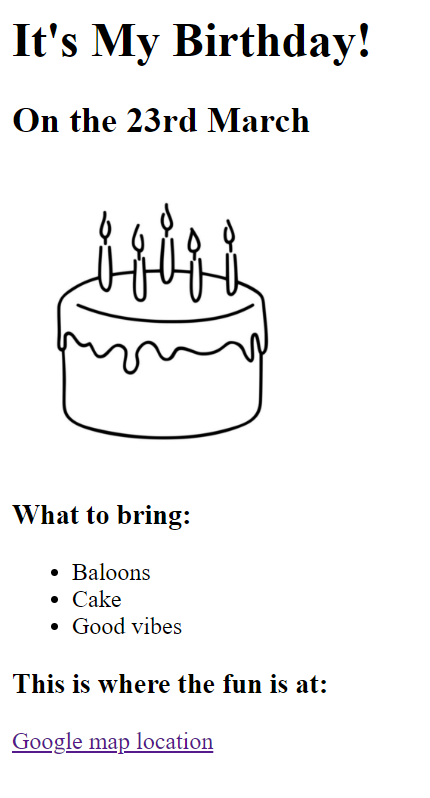 It's My Birthday!
On the 23rd March
What to bring:
Baloons
Cake
Good vibes
This is where the fun is at:
Google map location